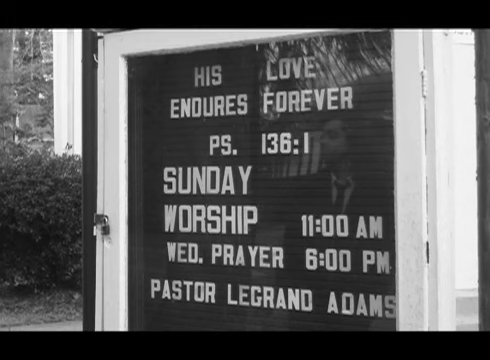 HIS LOVE
ENDURES FOREVER
PS. 136:1
SUNDAY
WORSHIP 11:00 AM
WED. PRAYER 6:00 PM
PASTOR LEGRAND ADAMS